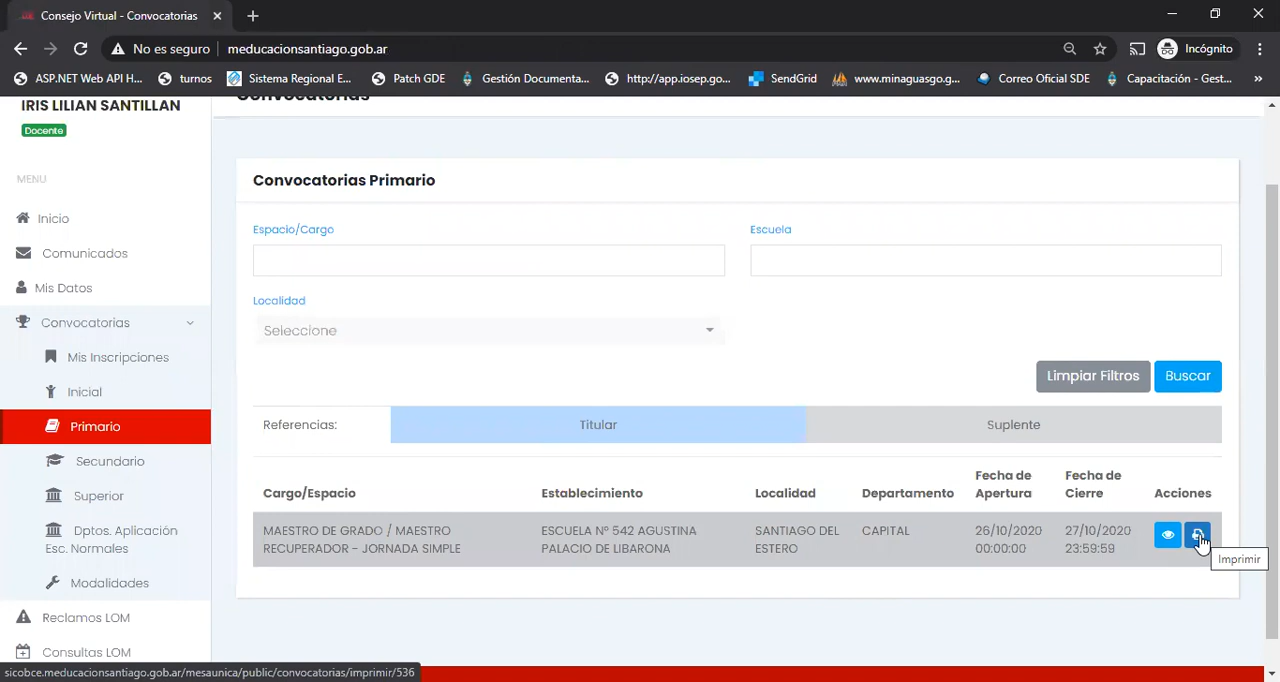 Consejo Virtual - Convocatorias
No es seguro
meducacionsantiago.gob.ar
Incógnito
ASP.NET Web API H...
turnos
Sistema Regional E...
Patch GDE
Gestión Documenta...
http://app.iosep.go...
SendGrid
www.minaguasgo.g...
Correo Oficial SDE
Capacitación - Gest...
»
IRIS LILIAN SANTILLAN
Docente
MENU
Inicio
Comunicados
Mis Datos
Convocatorias
Mis Inscripciones
Inicial
Primario
Secundario
Superior
Dptos. Aplicación
Esc. Normales
Modalidades
Reclamos LOM
Consultas LOM
Convocatorias
Convocatorias Primario
Espacio/Cargo
Escuela
Localidad
Seleccione
Limpiar Filtros
Buscar
Referencias:
Titular
Suplente
Cargo/Espacio
Establecimiento
Localidad
Departamento
Fecha de
Apertura
Fecha de
Cierre
Acciones
MAESTRO DE GRADO / MAESTRO
RECUPERADOR - JORNADA SIMPLE
ESCUELA Nº 542 AGUSTINA
PALACIO DE LIBARONA
SANTIAGO DEL
ESTERO
CAPITAL
26/10/2020
00:00:00
27/10/2020
23:59:59
Imprimir
sicobce.meducacionsantiago.gob.ar/mesaunica/public/convocatorias/imprimir/536